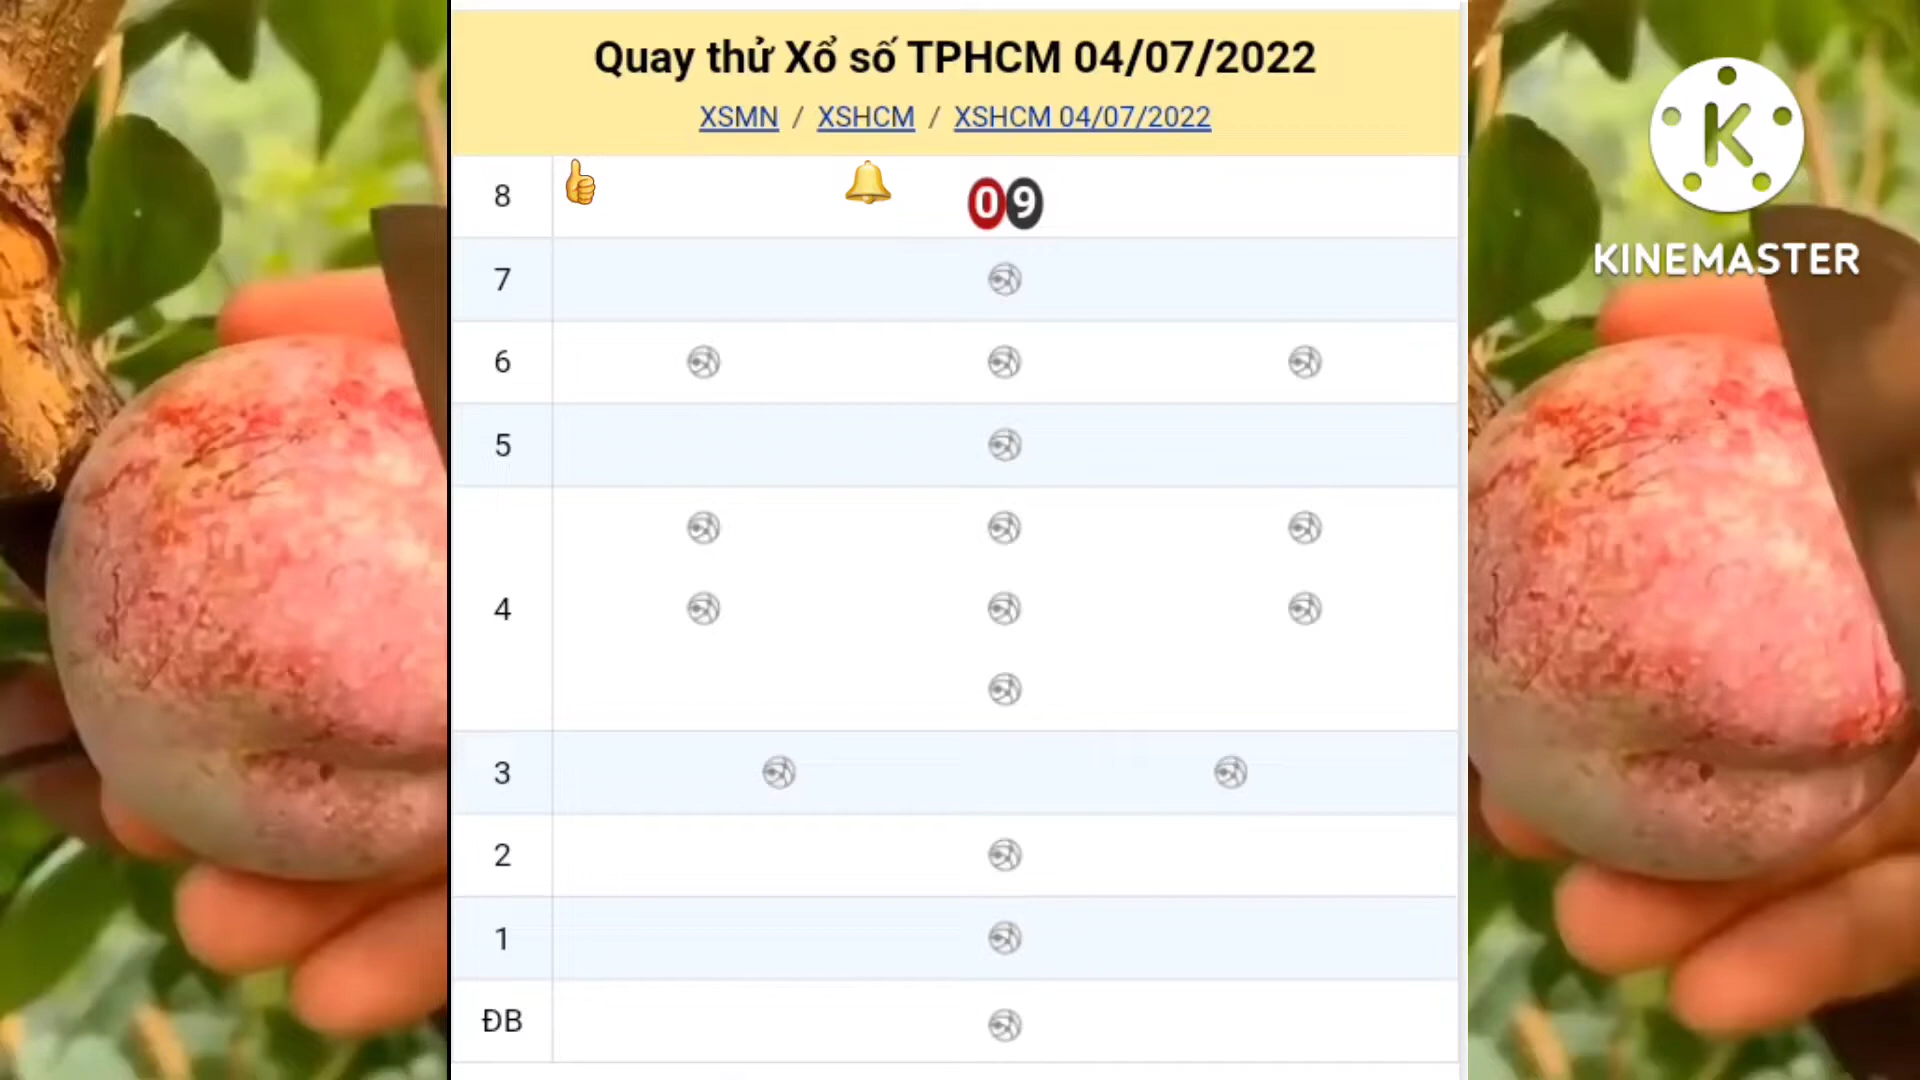 Quay thử Xổ số TPHCM 04/07/2022
XSMN / XSHCM / XSHCM 04/07/2022
8 09
7
6
5
4
3
2
1
ĐB
K
KINEMASTER